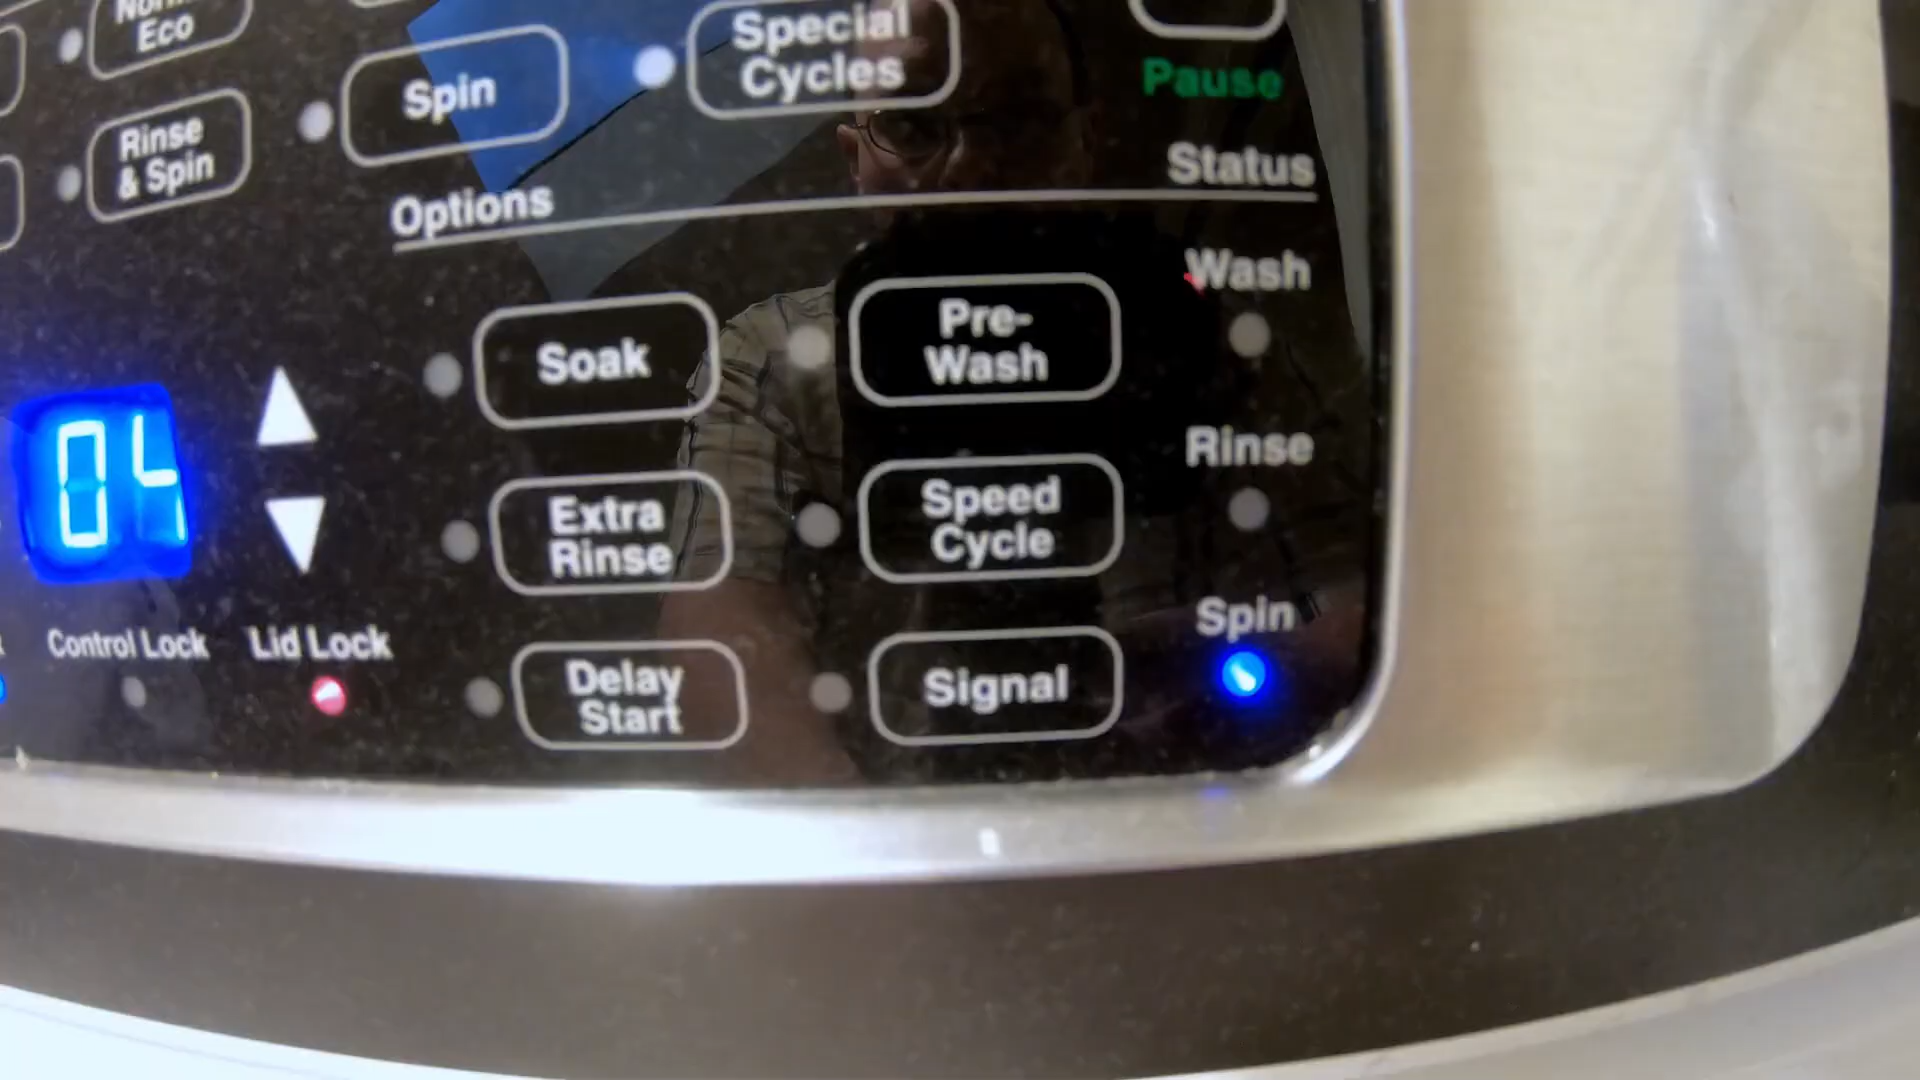 Eco
Rinse
& Spin
Spin
Special
Cycles
Pause
Status
Options
Wash
Soak
Pre-
Wash
04
Rinse
Extra
Rinse
Speed
Cycle
Control Lock
Lid Lock
Spin
Delay
Start
Signal